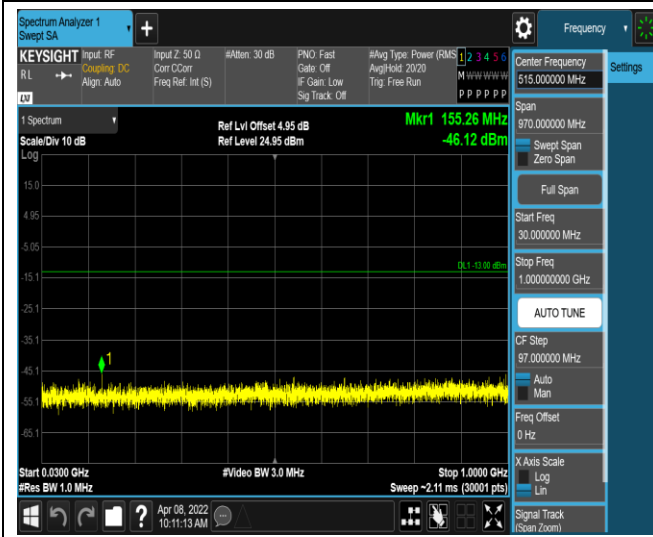 Spectrum Analyzer 1
Swept SA
Frequency
KEYSIGHT
RL
LXI
Input: RF
Coupling: DC
Align: Auto
Input Z: 50 Ω
Corr CCorr
Freq Ref: Int (S)
#Atten: 30 dB
PNO: Fast
Gate: Off
IF Gain: Low
Sig Track: Off
#Avg Type: Power (RMS
Avg|Hold: 20/20
Trig: Free Run
1 2 3 4 5 6
M W W W W W
P P P P P P
1 Spectrum
Scale/Div 10 dB
Log
Ref Lvl Offset 4.95 dB
Ref Level 24.95 dBm
Mkr1 155.26 MHz
-46.12 dBm
15.0
4.95
-5.05
-15.1
-25.1
-35.1
-45.1
-55.1
-65.1
DL1 -13.00 dBm
1
Start 0.0300 GHz
#Res BW 1.0 MHz
#Video BW 3.0 MHz
Stop 1.0000 GHz
Sweep ~2.11 ms (30001 pts)
?
Apr 08, 2022
10:11:13 AM
Center Frequency
515.000000 MHz
Span
970.000000 MHz
Swept Span
Zero Span
Full Span
Start Freq
30.000000 MHz
Stop Freq
1.000000000 GHz
AUTO TUNE
CF Step
97.000000 MHz
Auto
Man
Freq Offset
0 Hz
X Axis Scale
Log
Lin
Signal Track
(Span Zoom)
Settings